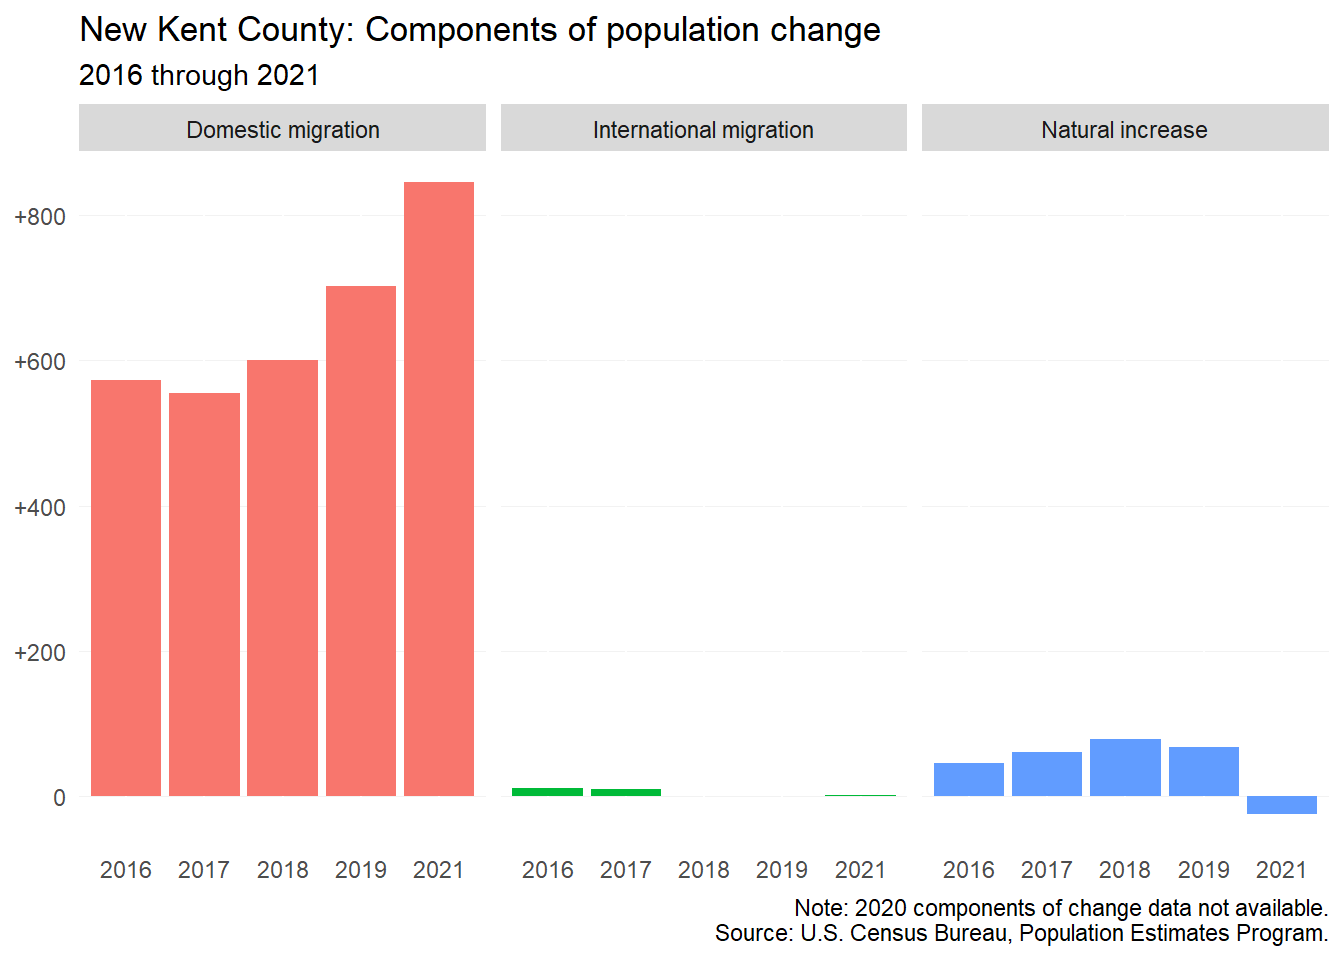 New Kent County: Components of population change
2016 through 2021
Domestic migration
International migration
Natural increase
+800
+600
+400
+200
0
2016 2017 2018 2019 2021
2016 2017 2018 2019 2021
2016 2017 2018 2019 2021
Note: 2020 components of change data not available.
Source: U.S. Census Bureau, Population Estimates Program.